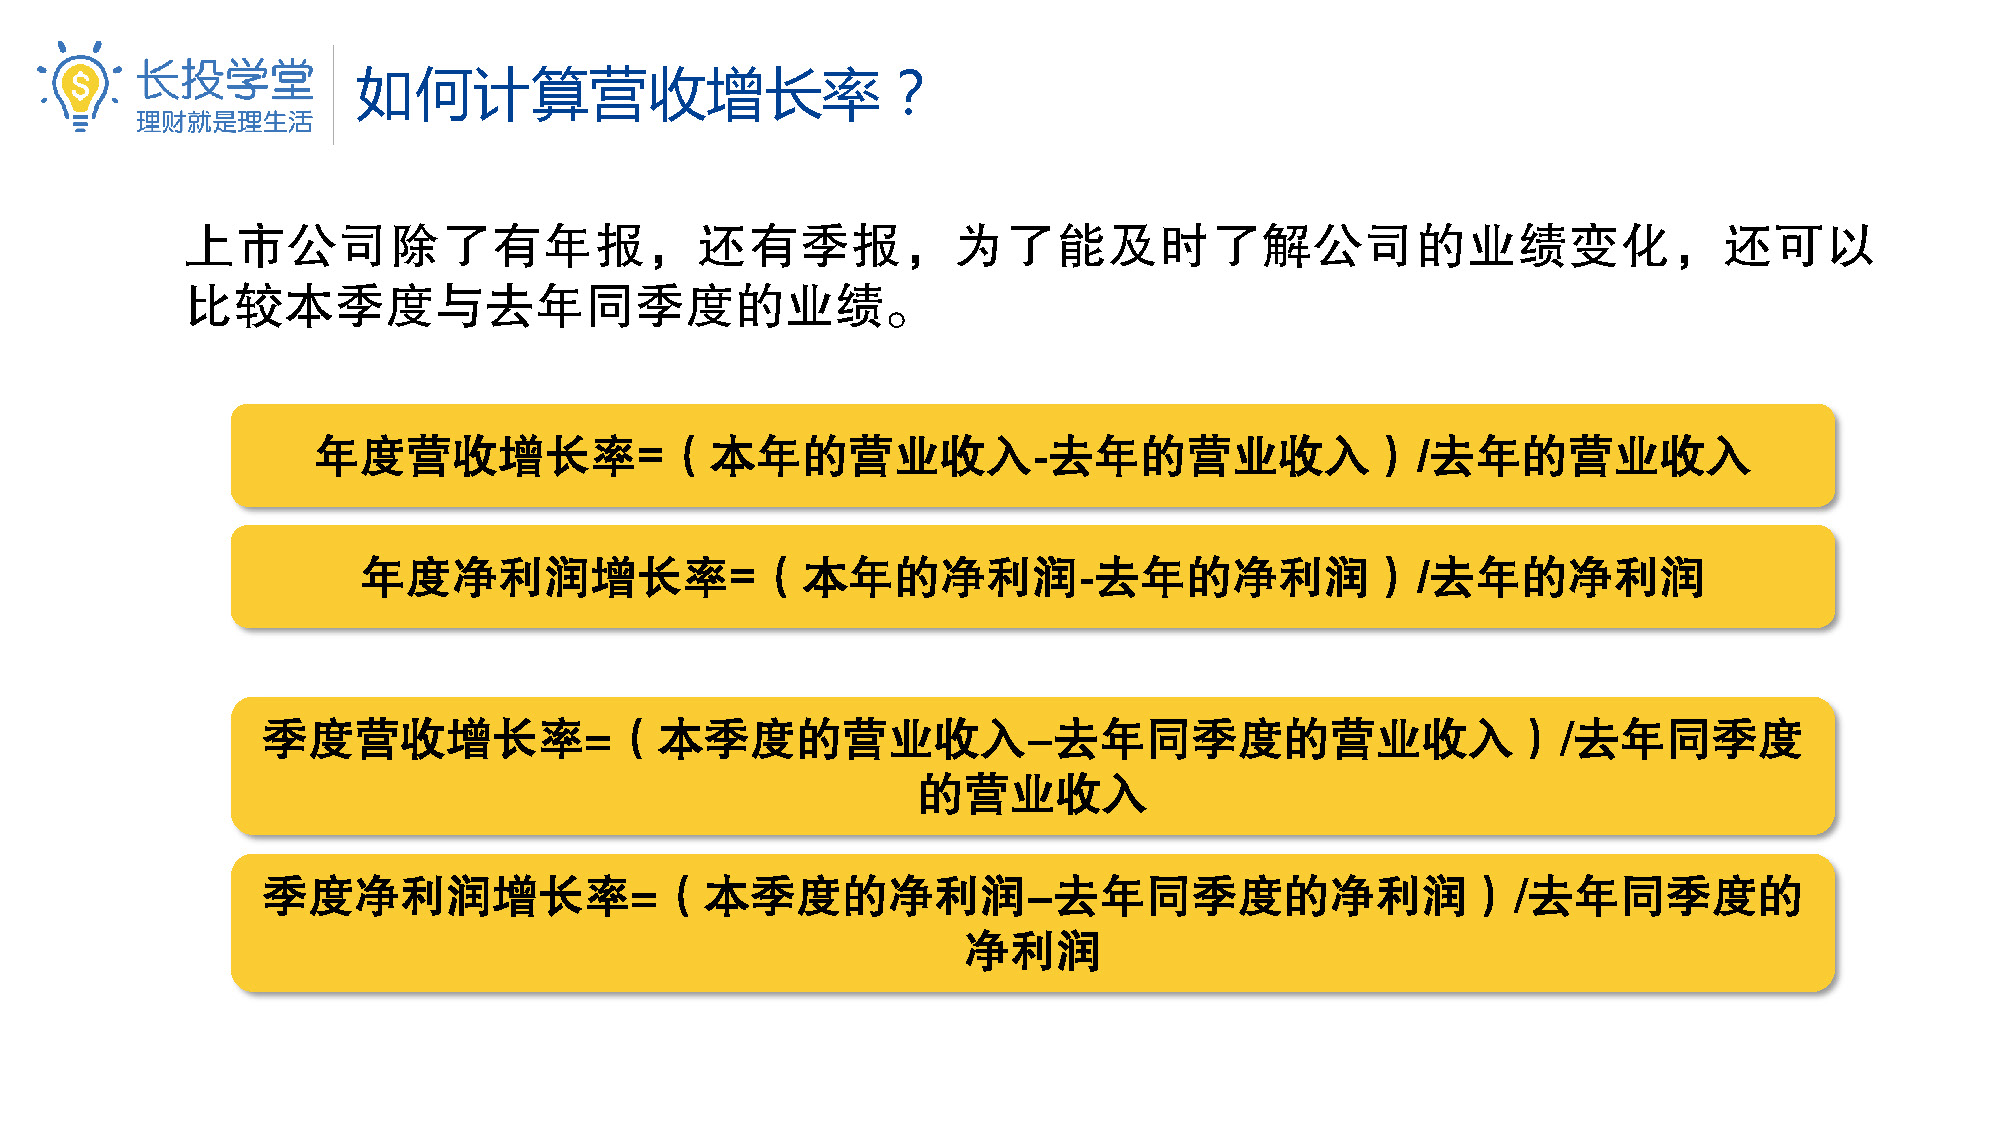 长投学堂
理财就是理生活
如何计算营收增长率？
上市公司除了有年报，还有季报，为了能及时了解公司的业绩变化，还可以
比较本季度与去年同季度的业绩。
年度营收增长率=（本年的营业收入-去年的营业收入）/去年的营业收入
年度净利润增长率=（本年的净利润-去年的净利润）/去年的净利润
季度营收增长率=（本季度的营业收入–去年同季度的营业收入）/去年同季度
的营业收入
季度净利润增长率=（本季度的净利润–去年同季度的净利润）/去年同季度的
净利润